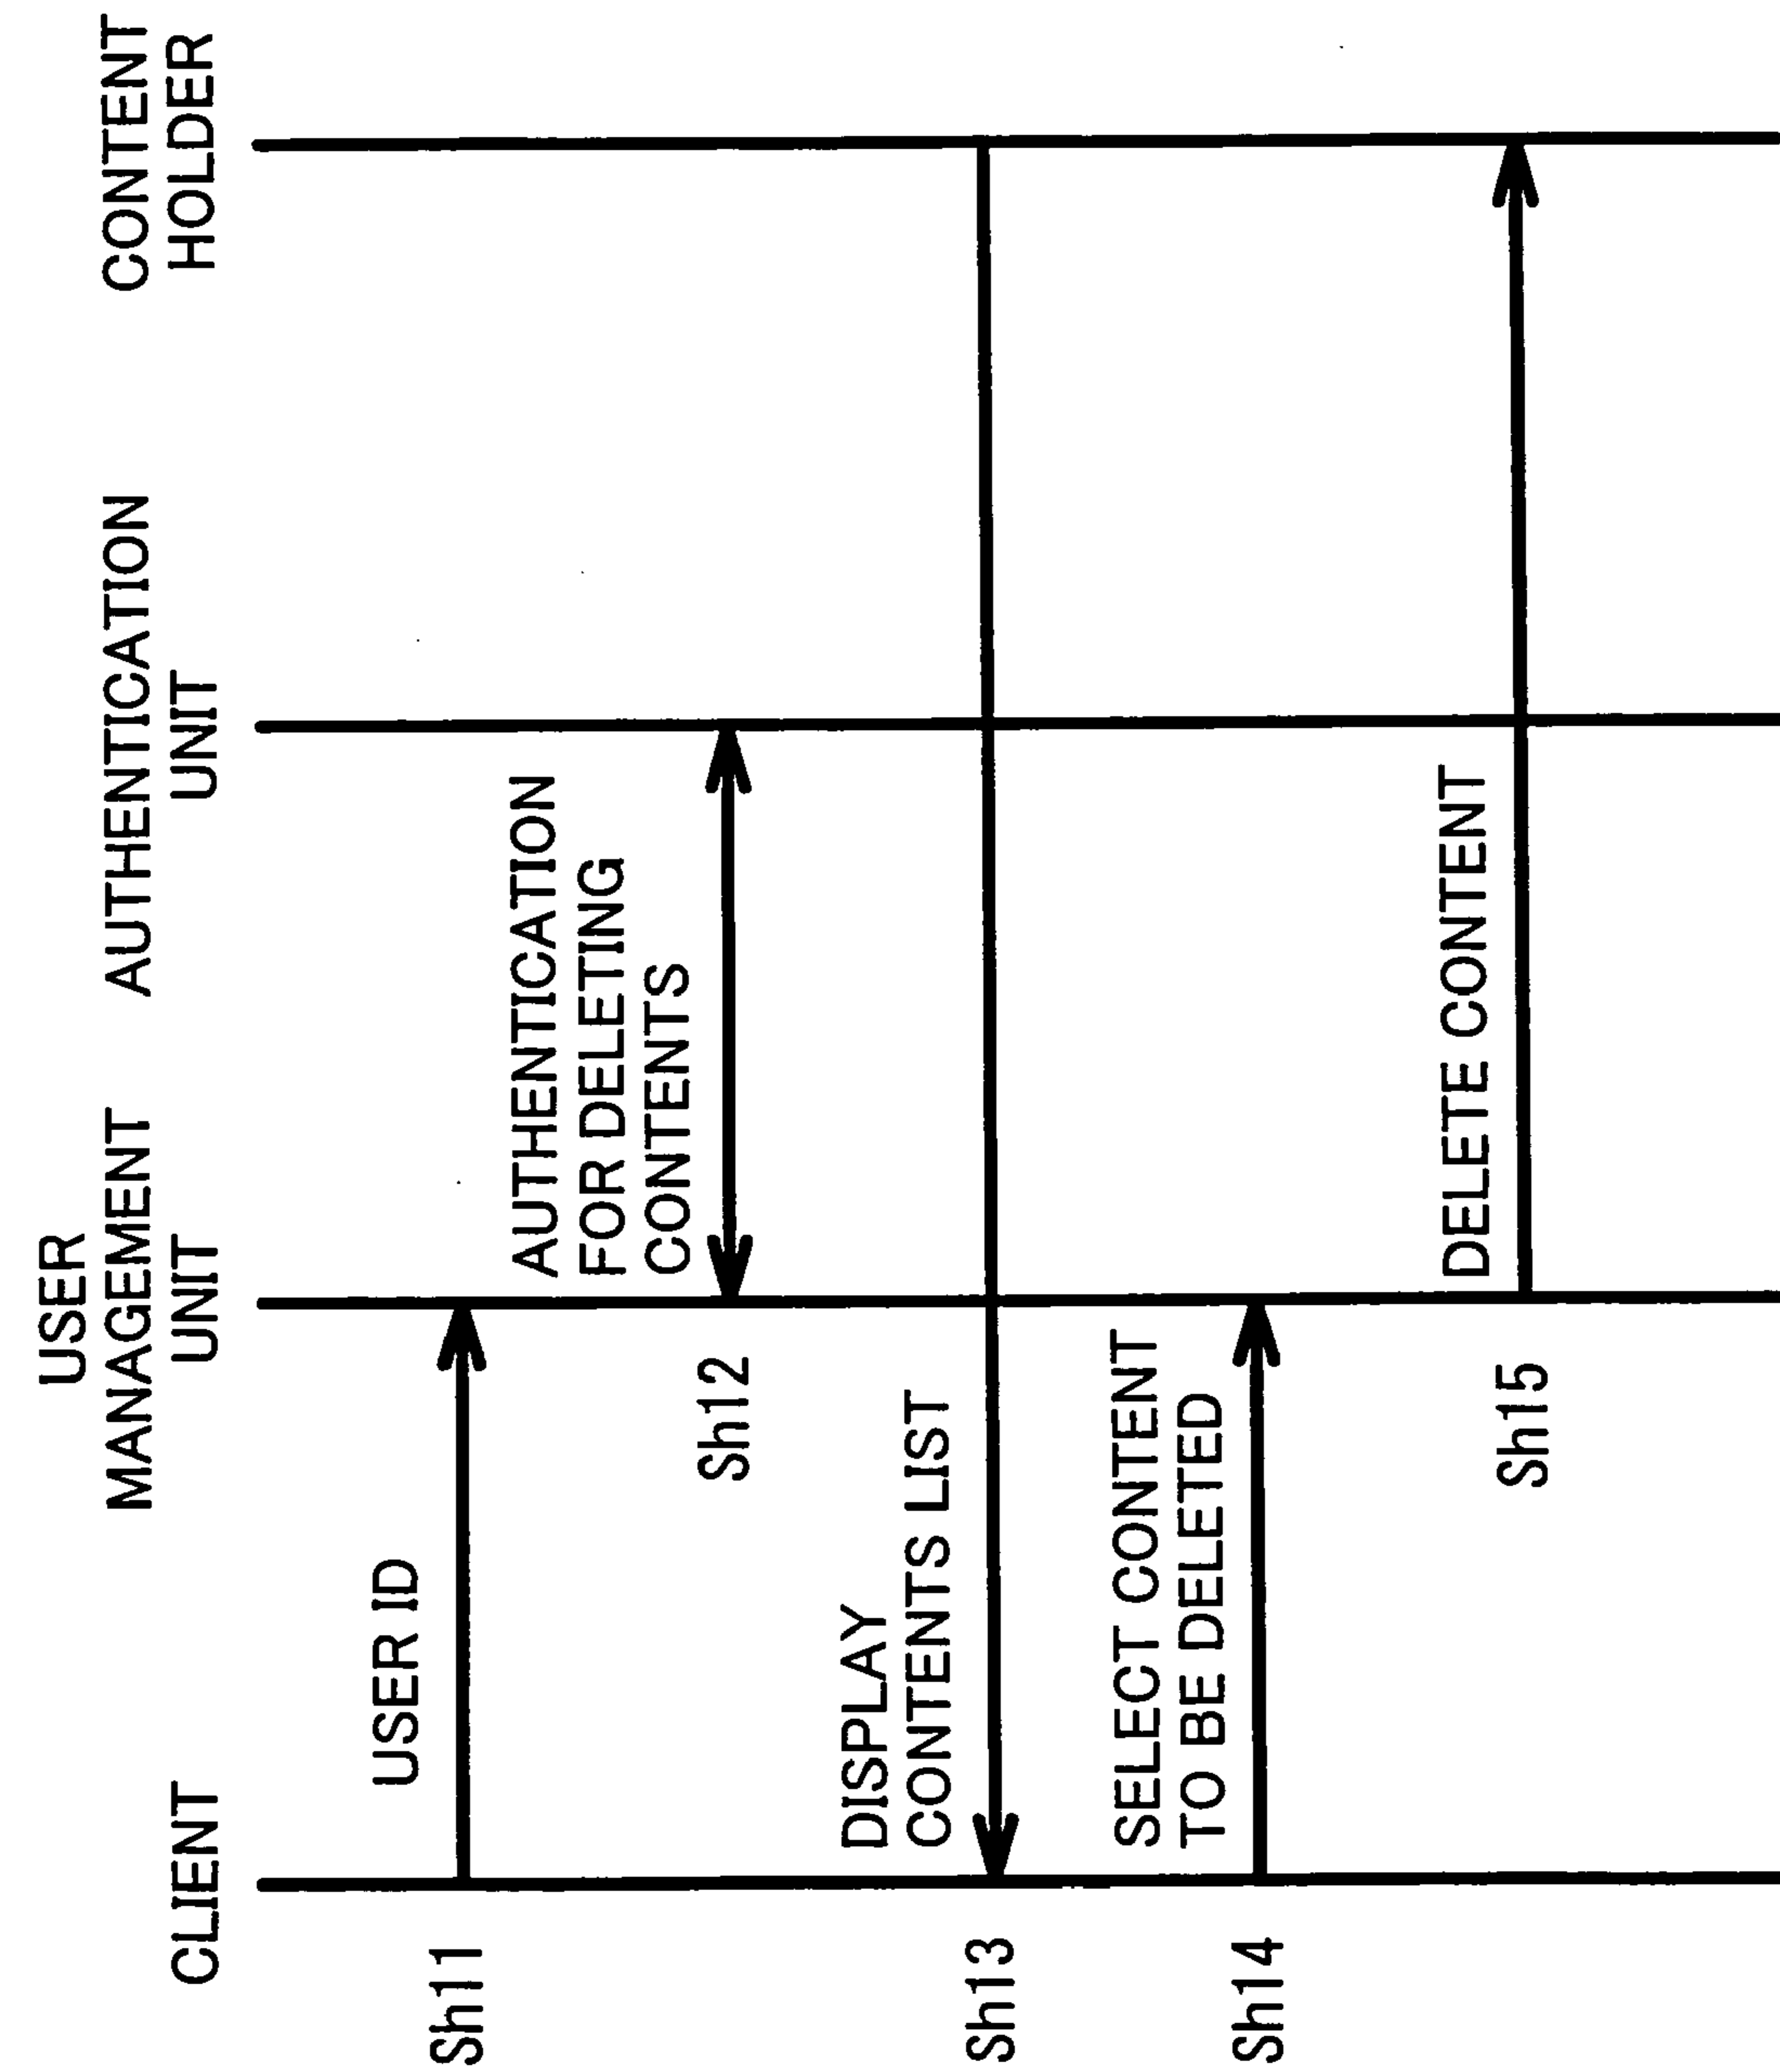 CLIENT
USER
MANAGEMENT
UNIT
AUTHENTICATION
UNIT
CONTENT
HOLDER
Sh11
USER ID
AUTHENTICATION
FOR DELETING
CONTENTS
Sh12
Sh13
DISPLAY
CONTENTS LIST
Sh14
SELECT CONTENT
TO BE DELETED
DELETE CONTENT
Sh15